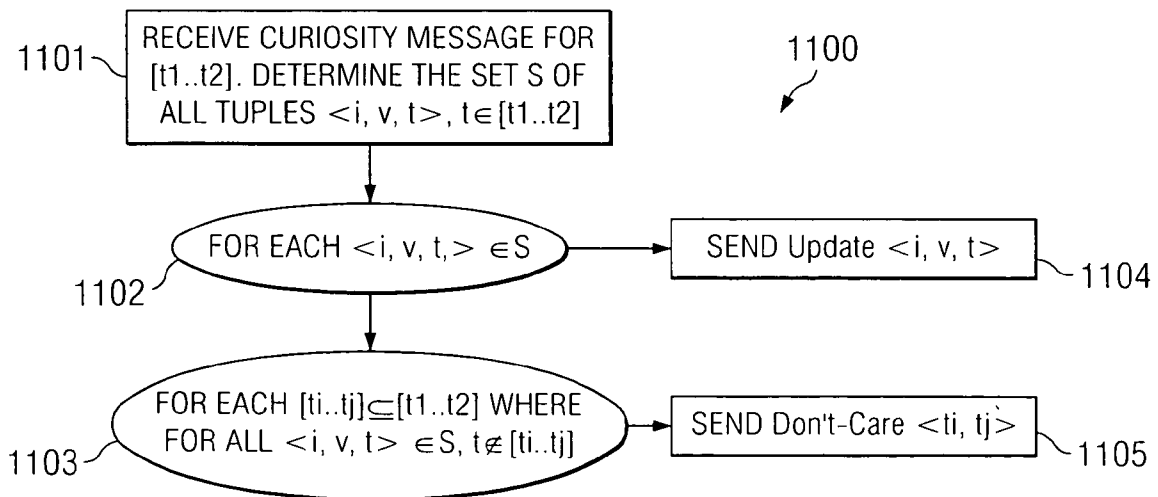 1101
RECEIVE CURIOSITY MESSAGE FOR
[t1..t2]. DETERMINE THE SET S OF
ALL TUPLES <i, v, t>, t∈[t1..t2]
1100
FOR EACH <i, v, t,> ∈S
1102
SEND Update <i, v, t>
1104
FOR EACH [ti..tj]⊆[t1..t2] WHERE
FOR ALL <i, v, t> ∈S, t∉[ti..tj]
1103
SEND Don't-Care <ti, tj>
1105